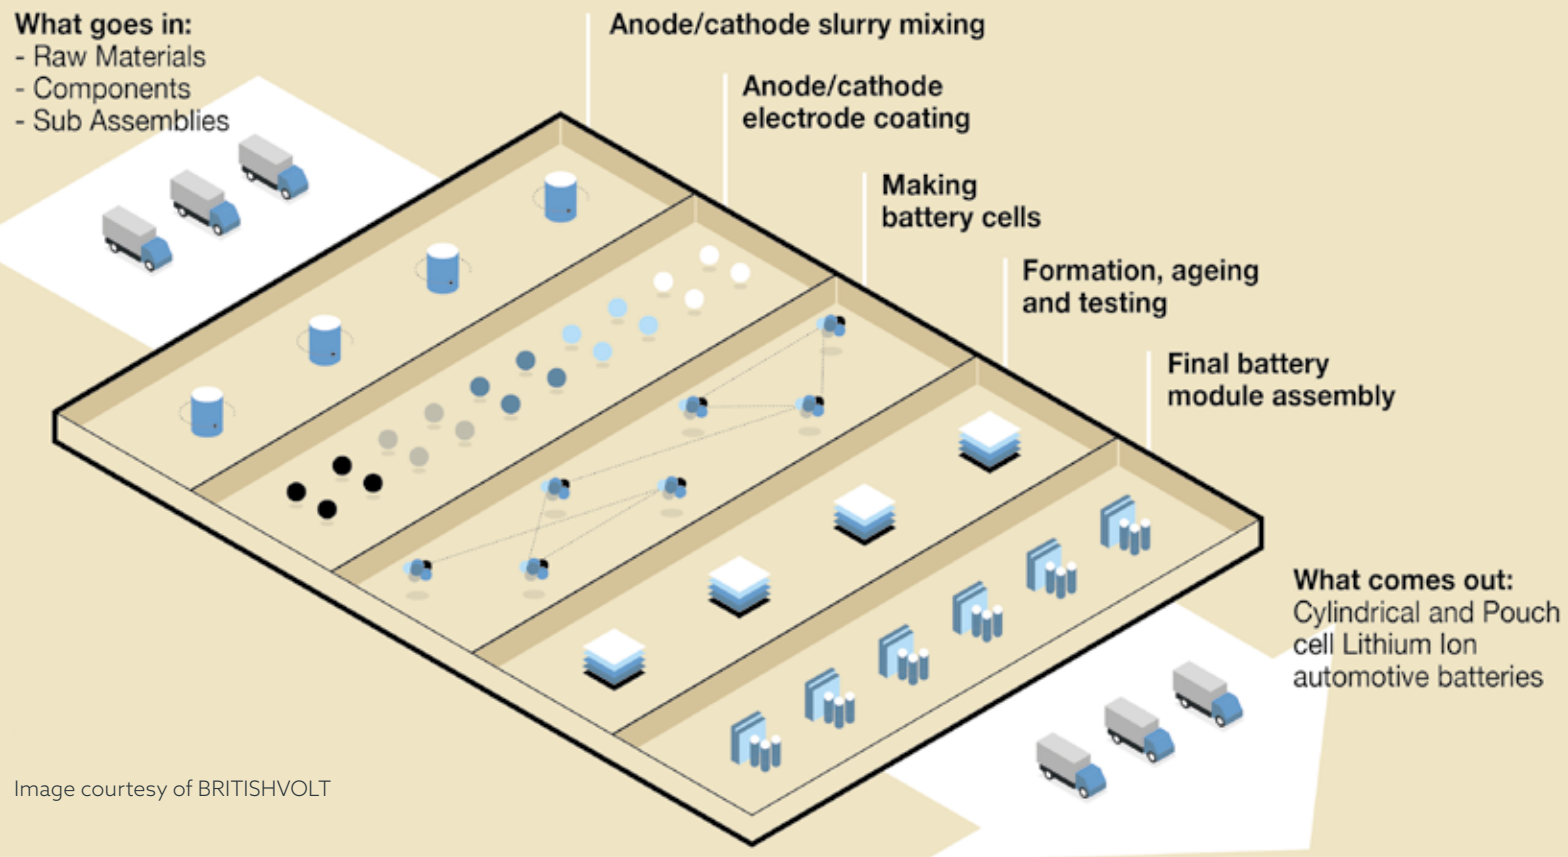 What goes in:
- Raw Materials
- Components
- Sub Assemblies
Anode/cathode slurry mixing
Anode/cathode
electrode coating
Making
battery cells
Formation, ageing
and testing
Final battery
module assembly
What comes out:
Cylindrical and Pouch
cell Lithium Ion
automotive batteries
Image courtesy of BRITISHVOLT